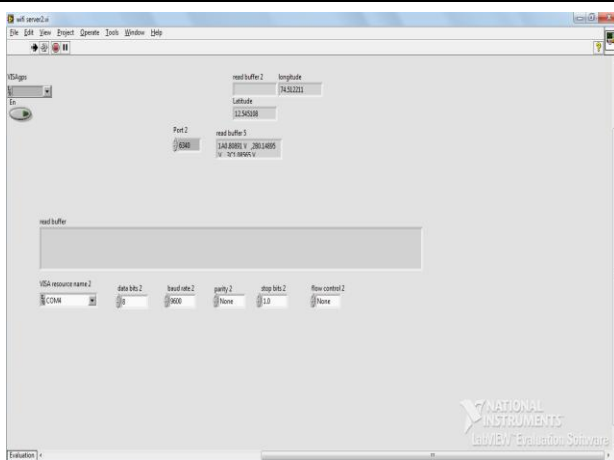 wifi server2.vi
File Edit View Project Operate Tools Window Help
VISAgps
En
read buffer 2
longitude
74.512211
Latitude
12.545108
Port 2
6340
read buffer 5
read buffer
VISA resource name 2
COM4
data bits 2
8
baud rate 2
9600
parity 2
None
stop bits 2
1.0
flow control 2
None
NATIONAL
INSTRUMENTS
LabVIEW Evaluation Software
Evaluation